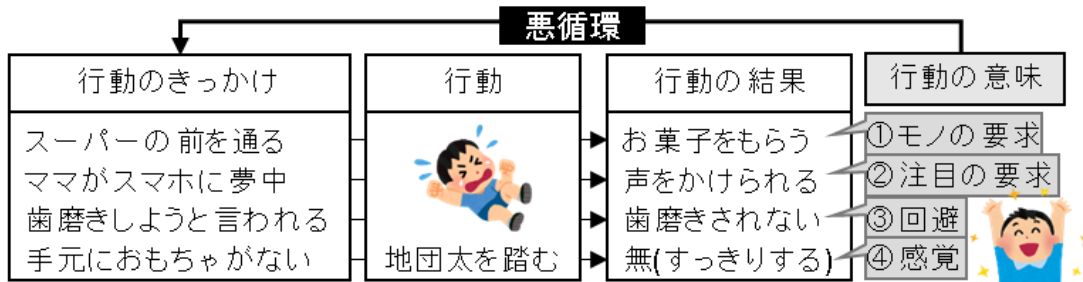 悪循環
行動のきっかけ
行動
行動の結果
行動の意味
スーパーの前を通る
お菓子をもらう
①モノの要求
ママがスマホに夢中
声をかけられる
②注目の要求
歯磨きしようと言われる
歯磨きされない
③回避
手元におもちゃがない
地団太を踏む
無(すっきりする)
④感覚